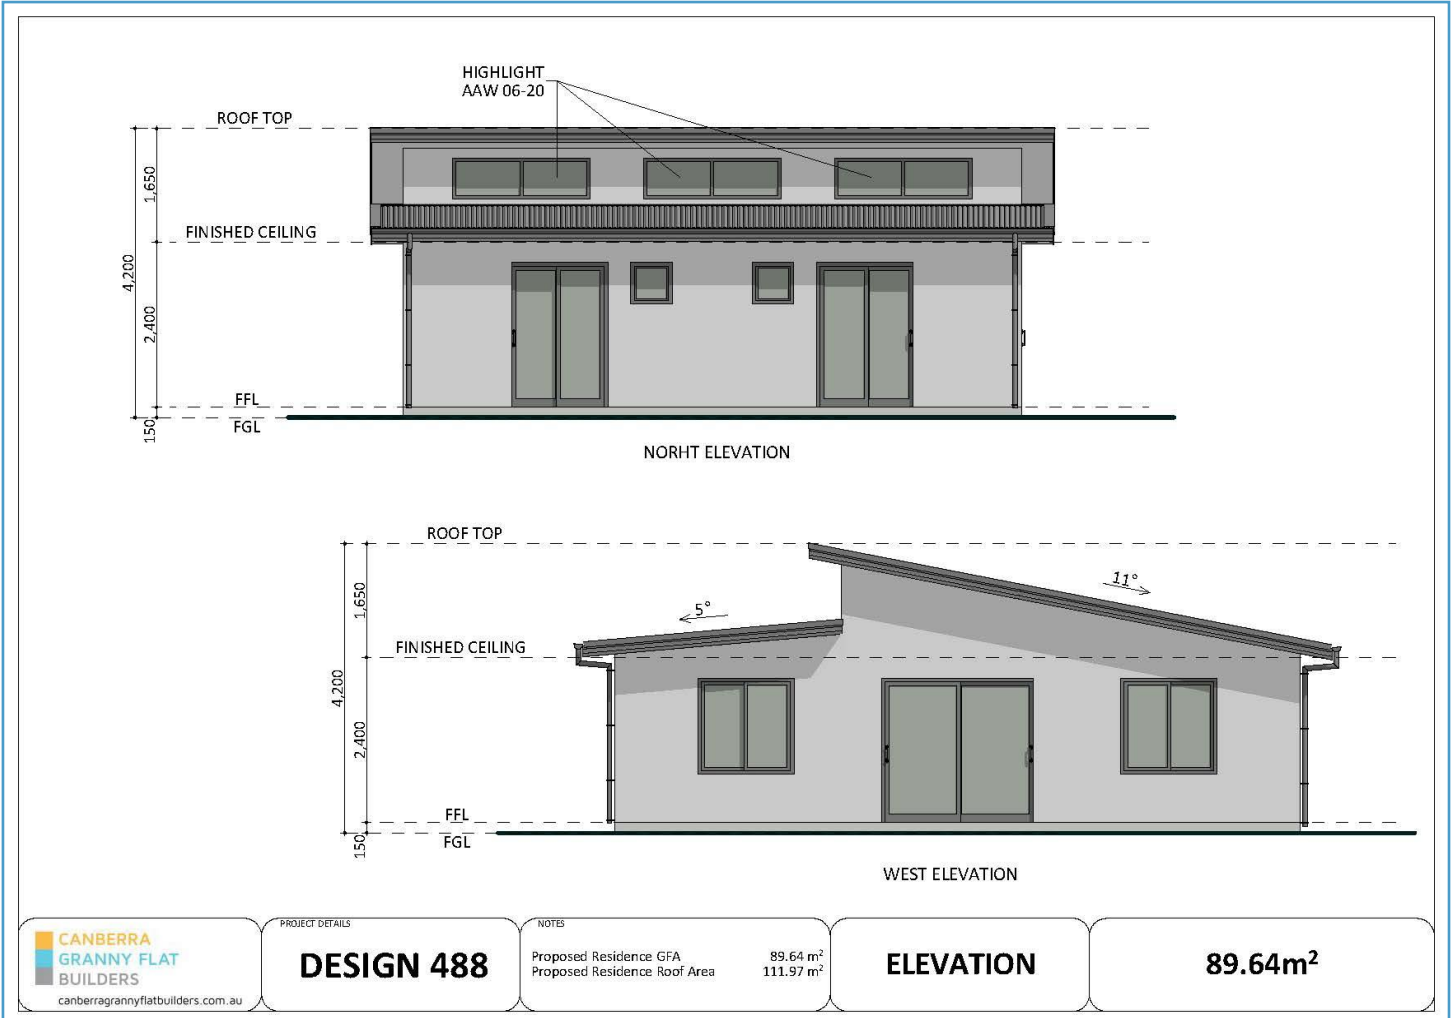 HIGHLIGHT
AAW 06-20
ROOF TOP
1,650
FINISHED CEILING
4,200
2,400
FFL
150
FGL
NORHT ELEVATION
ROOF TOP
11°
1,650
5°
FINISHED CEILING
4,200
2,400
FFL
150
FGL
WEST ELEVATION
CANBERRA
GRANNY FLAT
BUILDERS
canberragrannyflatbuilders.com.au
PROJECT DETAILS
DESIGN 488
NOTES
Proposed Residence GFA 89.64 m²
Proposed Residence Roof Area 111.97 m²
ELEVATION
89.64m²